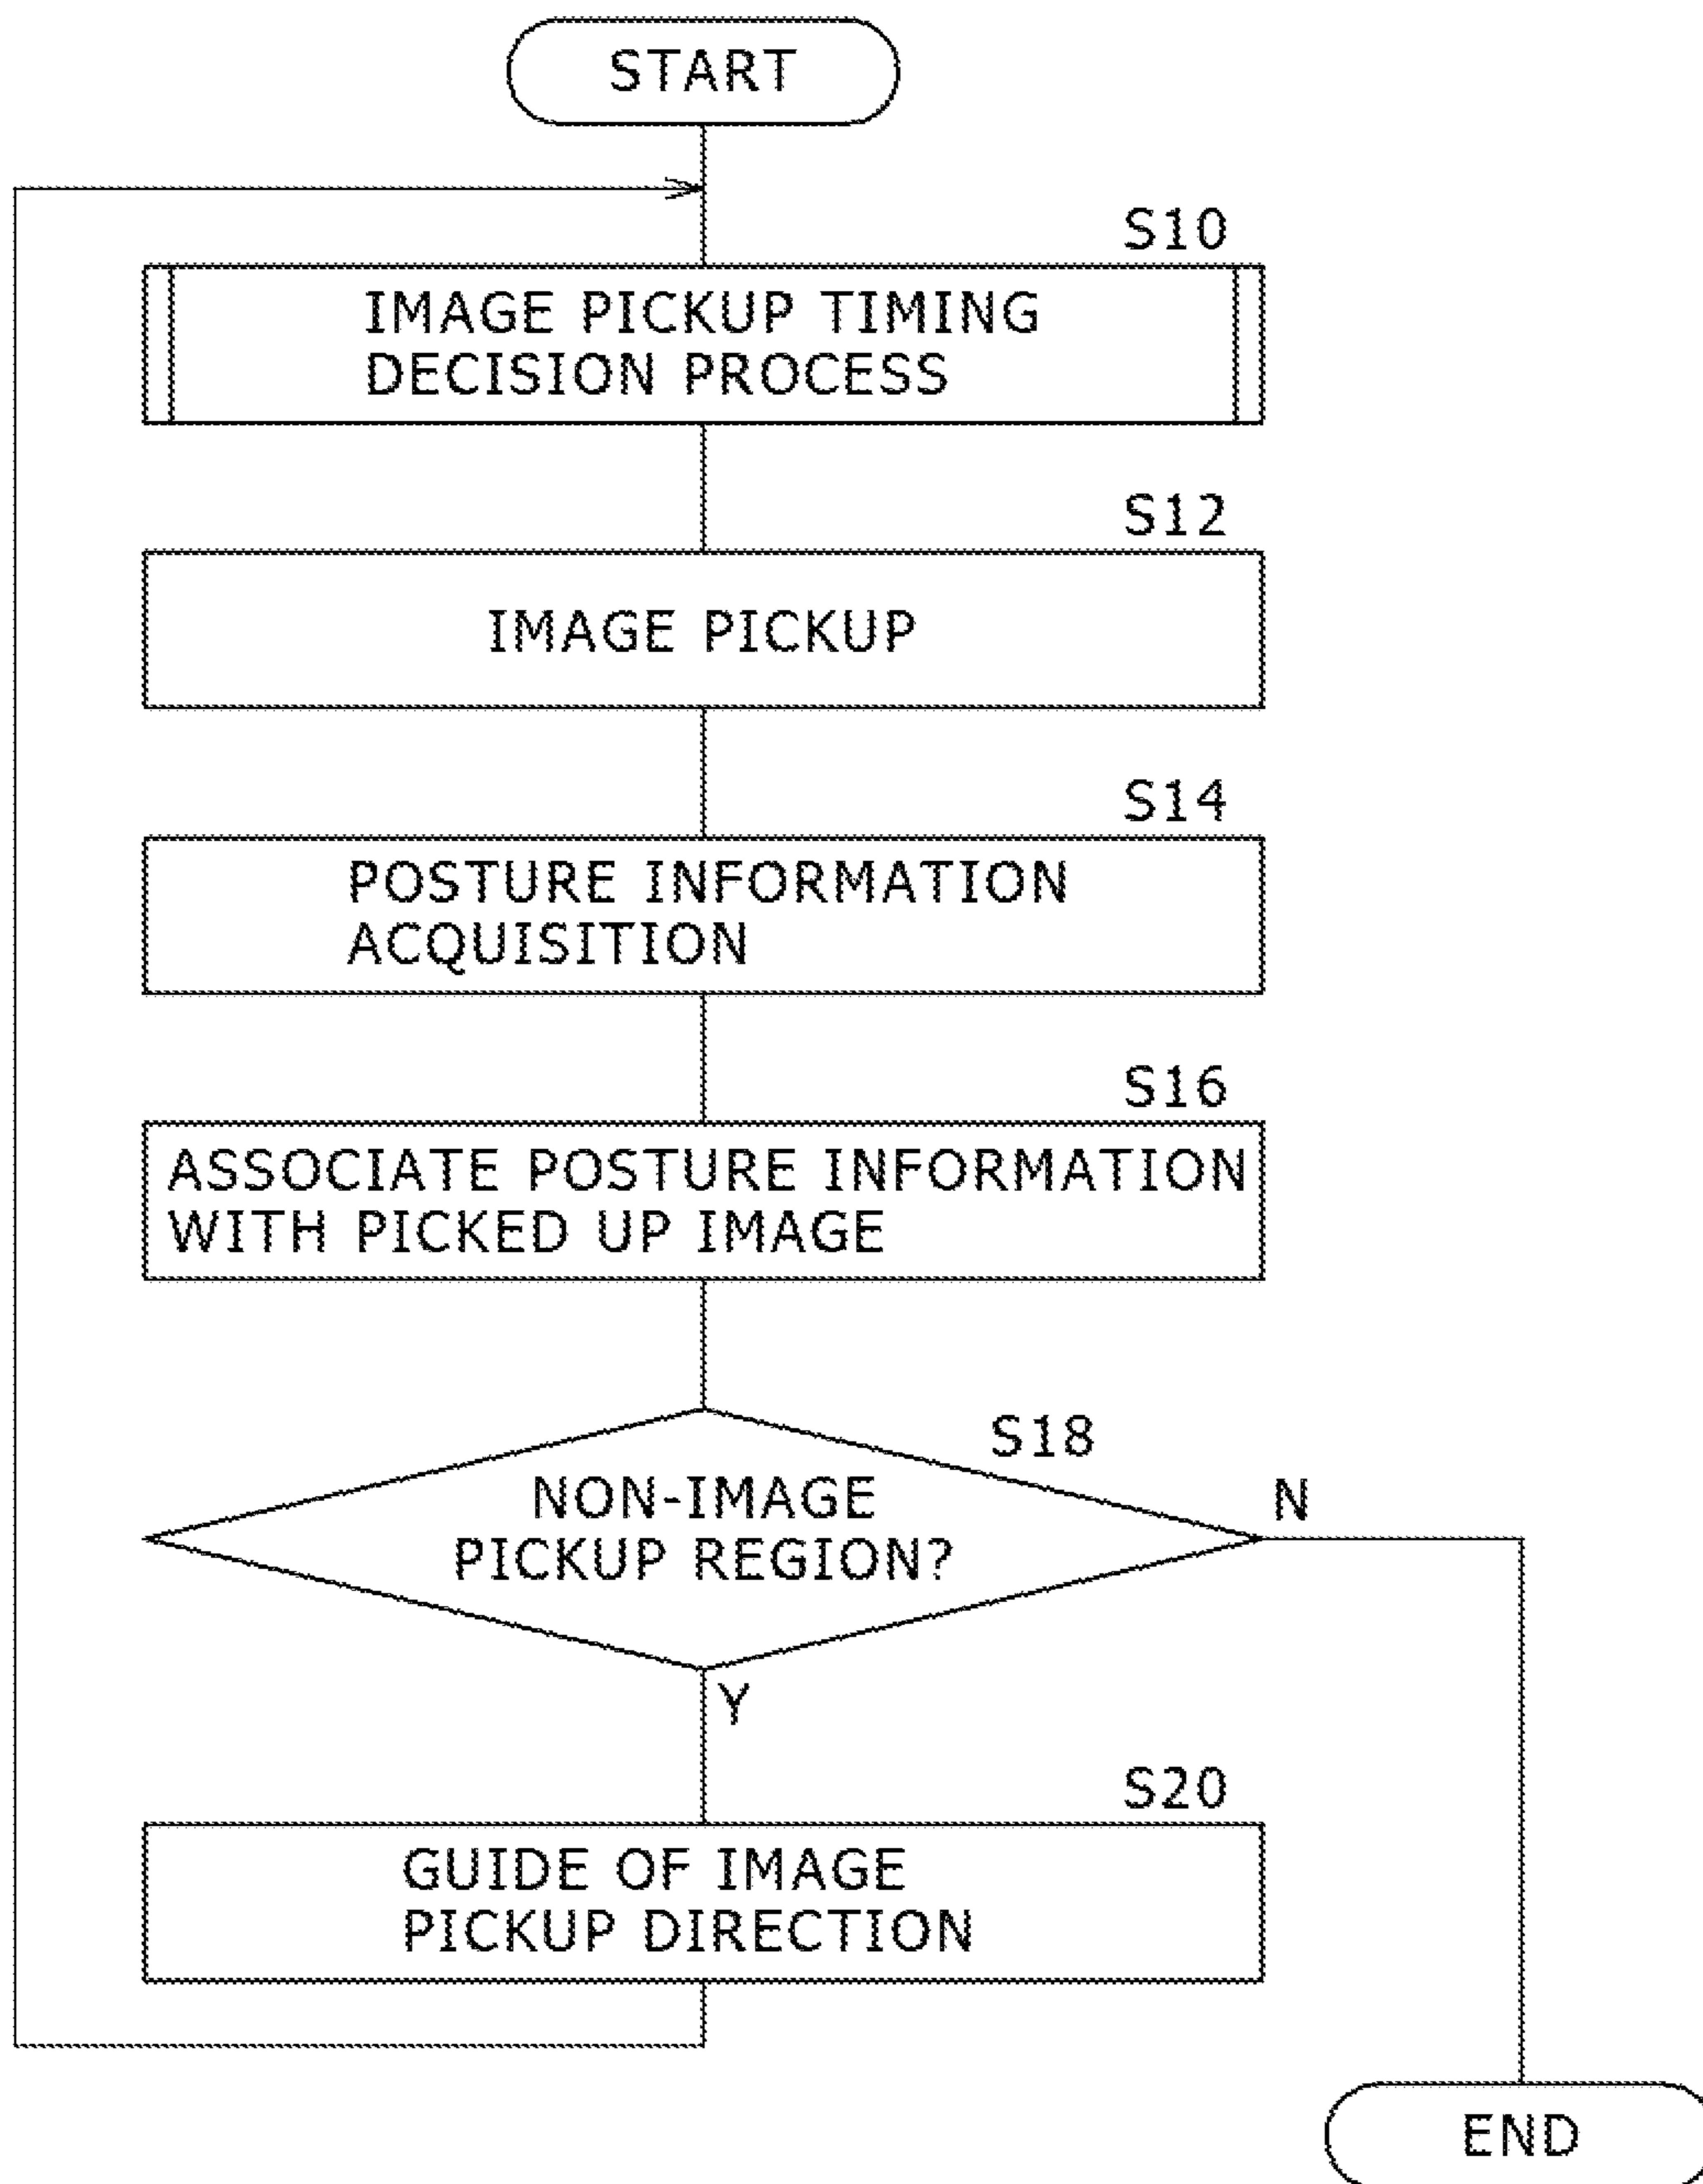 START
S10
IMAGE PICKUP TIMING
DECISION PROCESS
S12
IMAGE PICKUP
S14
POSTURE INFORMATION
ACQUISITION
S16
ASSOCIATE POSTURE INFORMATION
WITH PICKED UP IMAGE
S18
NON-IMAGE
PICKUP REGION?
N
Y
S20
GUIDE OF IMAGE
PICKUP DIRECTION
END